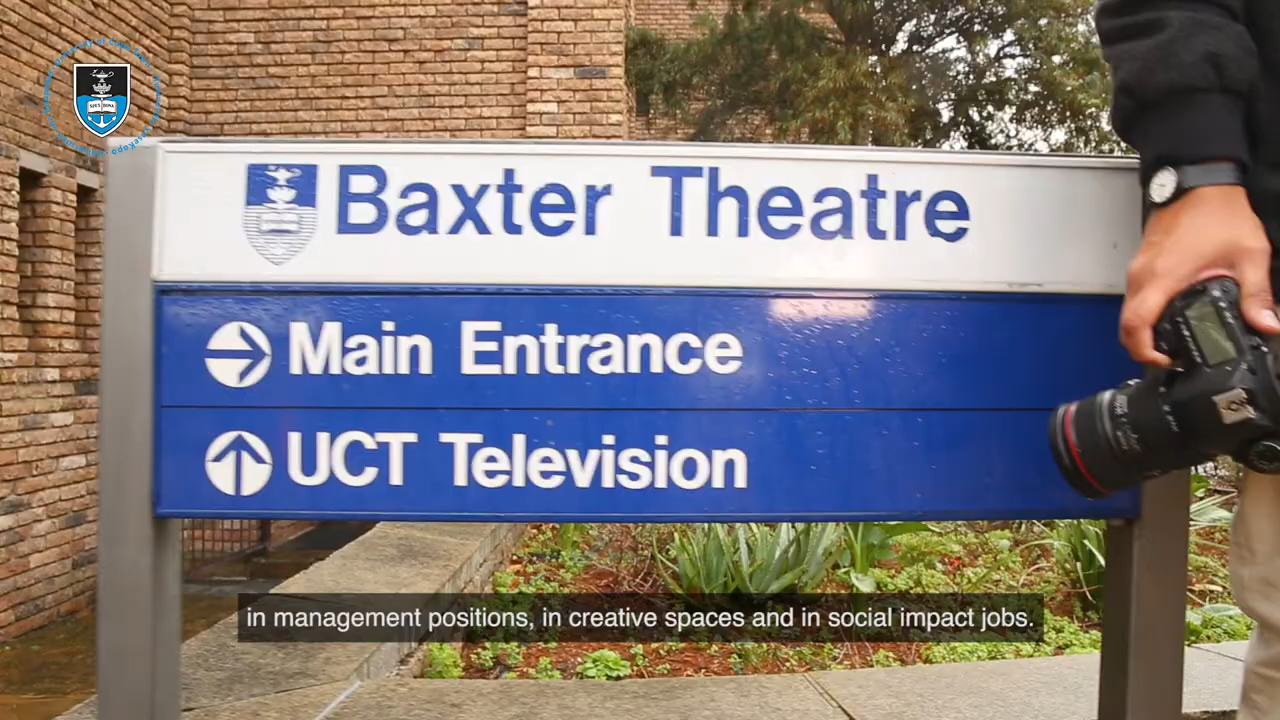 Baxter Theatre
Main Entrance
UCT Television
in management positions, in creative spaces and in social impact jobs.